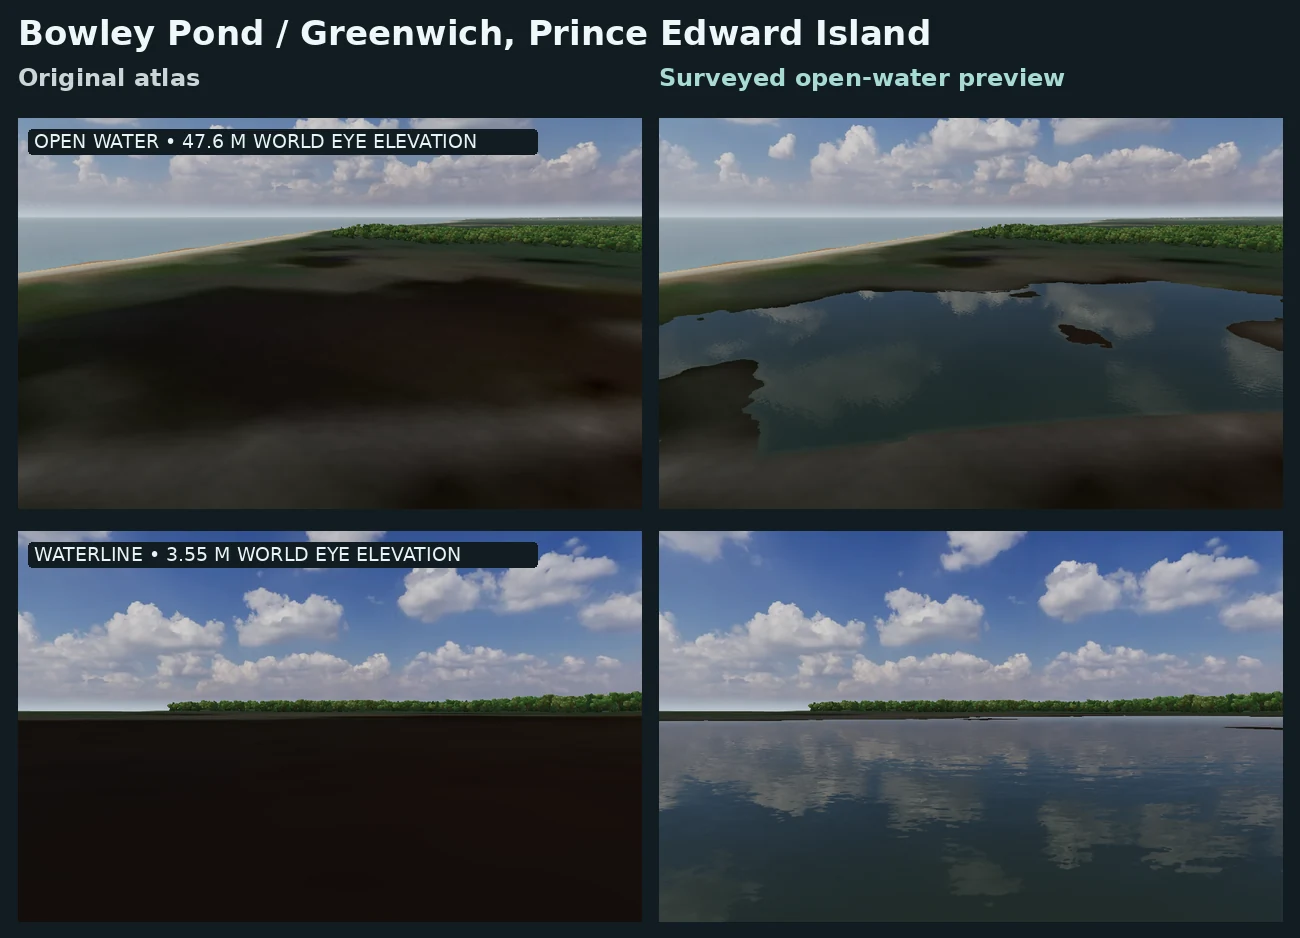 Bowley Pond / Greenwich, Prince Edward Island
Original atlas
Surveyed open-water preview
OPEN WATER • 47.6 M WORLD EYE ELEVATION
WATERLINE • 3.55 M WORLD EYE ELEVATION